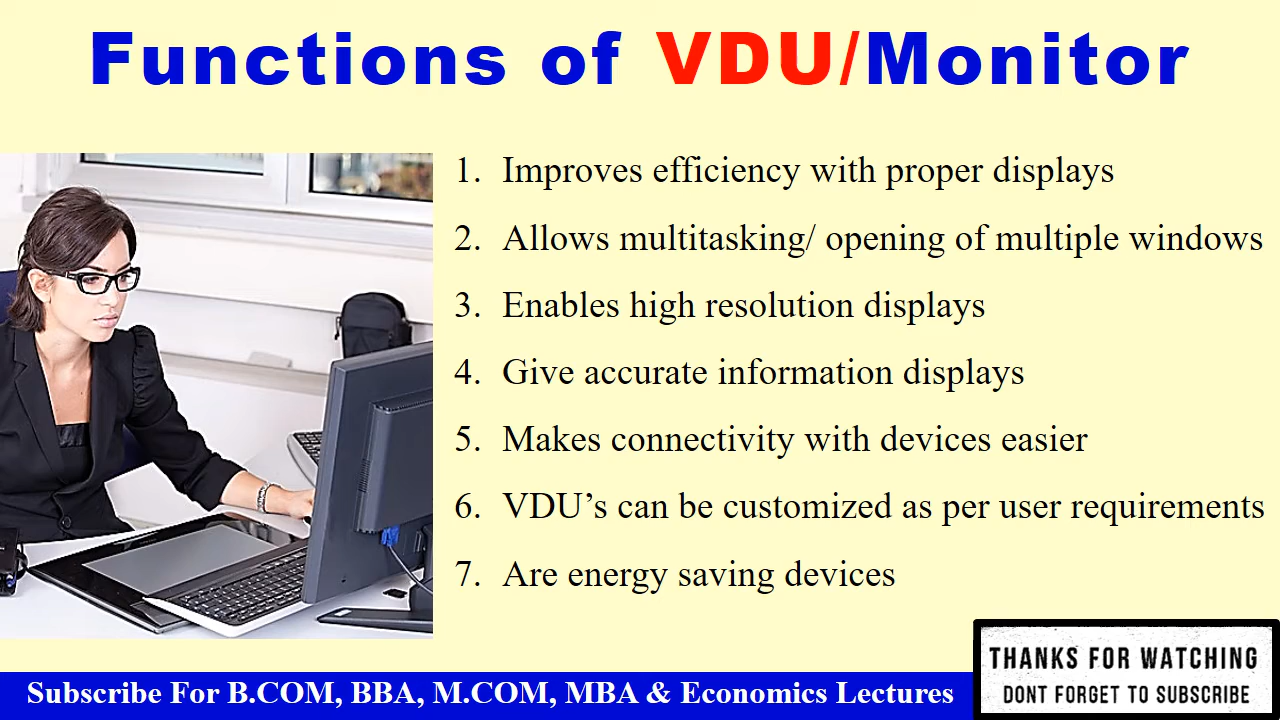 Functions of VDU/Monitor
1. Improves efficiency with proper displays
2. Allows multitasking/ opening of multiple windows
3. Enables high resolution displays
4. Give accurate information displays
5. Makes connectivity with devices easier
6. VDU’s can be customized as per user requirements
7. Are energy saving devices
THANKS FOR WATCHING
DONT FORGET TO SUBSCRIBE
Subscribe For B.COM, BBA, M.COM, MBA & Economics Lectures